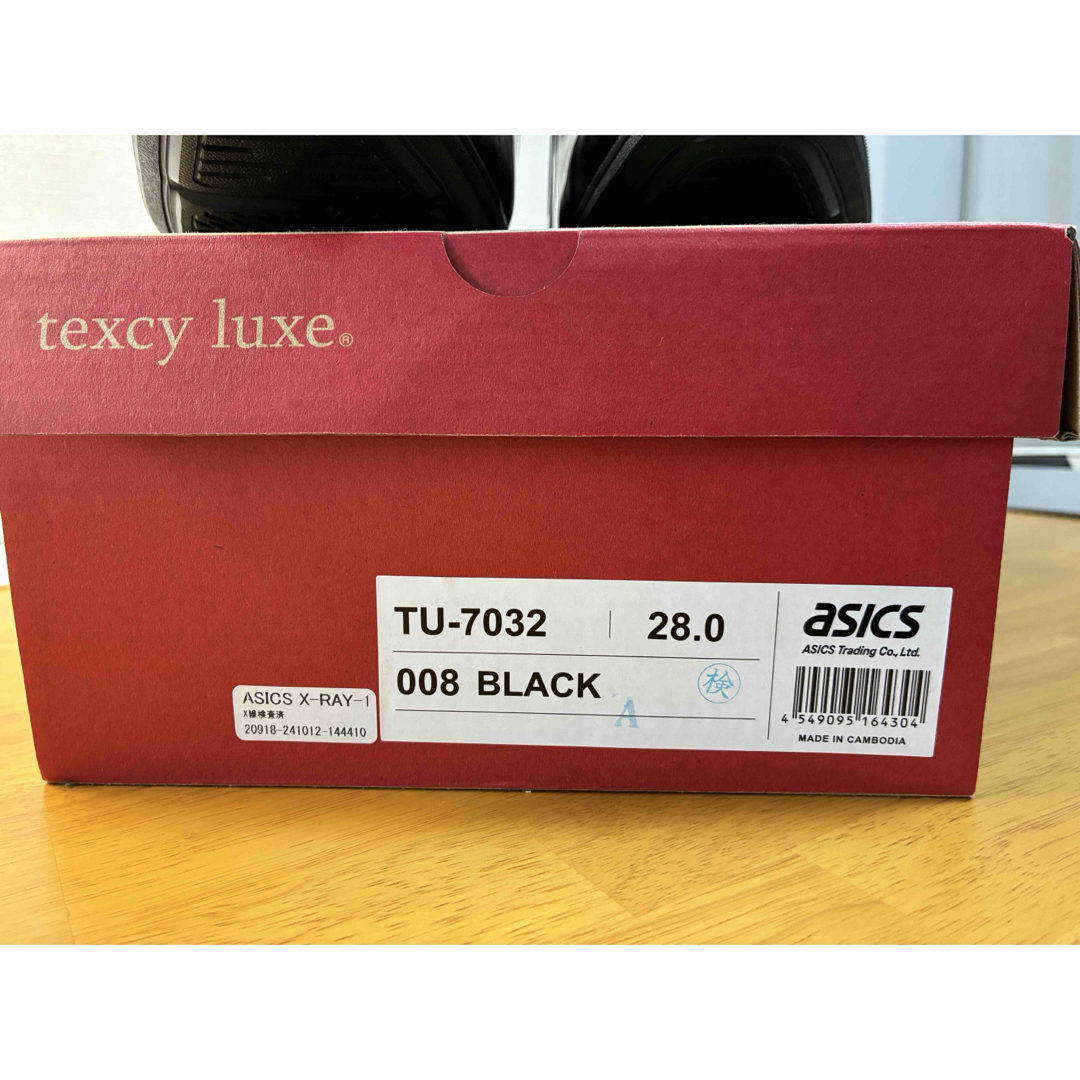 texcy luxe®
TU-7032 28.0
008 BLACK 検
A
asics
ASICS Trading Co., Ltd.
4 549095 164304
MADE IN CAMBODIA
ASICS X-RAY-1
X線検査済
20918-241012-144410